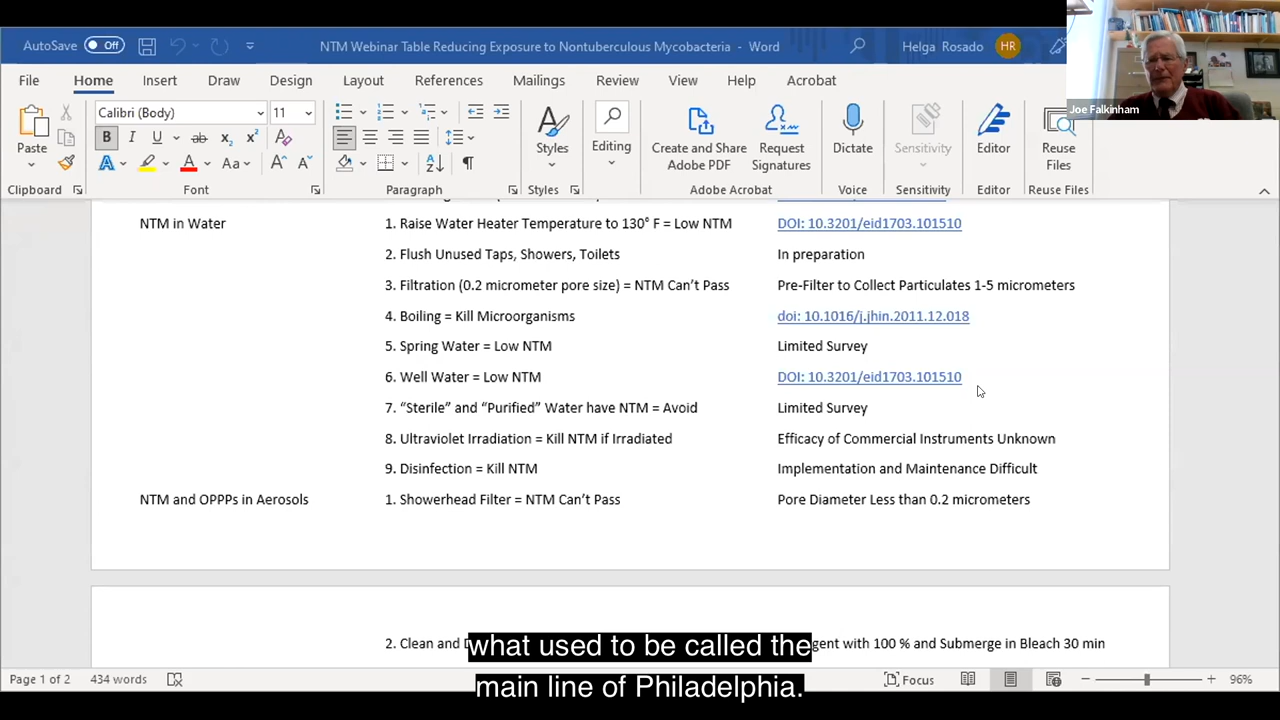 AutoSave Off NTM Webinar Table Reducing Exposure to Nontuberculous Mycobacteria - Word Helga Rosado HR
Joe Falkinham
File Home Insert Draw Design Layout References Mailings Review View Help Acrobat
Calibri (Body) 11
Paste Styles Editing Create and Share Adobe PDF Request Signatures Dictate Sensitivity Editor Reuse Files
Clipboard Font Paragraph Styles Adobe Acrobat Voice Sensitivity Editor Reuse Files
NTM in Water 1. Raise Water Heater Temperature to 130° F = Low NTM DOI: 10.3201/eid1703.101510
2. Flush Unused Taps, Showers, Toilets In preparation
3. Filtration (0.2 micrometer pore size) = NTM Can’t Pass Pre-Filter to Collect Particulates 1-5 micrometers
4. Boiling = Kill Microorganisms doi: 10.1016/j.jhin.2011.12.018
5. Spring Water = Low NTM Limited Survey
6. Well Water = Low NTM DOI: 10.3201/eid1703.101510
7. “Sterile” and “Purified” Water have NTM = Avoid Limited Survey
8. Ultraviolet Irradiation = Kill NTM if Irradiated Efficacy of Commercial Instruments Unknown
9. Disinfection = Kill NTM Implementation and Maintenance Difficult
NTM and OPPPs in Aerosols 1. Showerhead Filter = NTM Can’t Pass Pore Diameter Less than 0.2 micrometers
2. Clean and with 100 % and Submerge in Bleach 30 min
what used to be called the
main line of Philadelphia.
Page 1 of 2 434 words Focus 96%